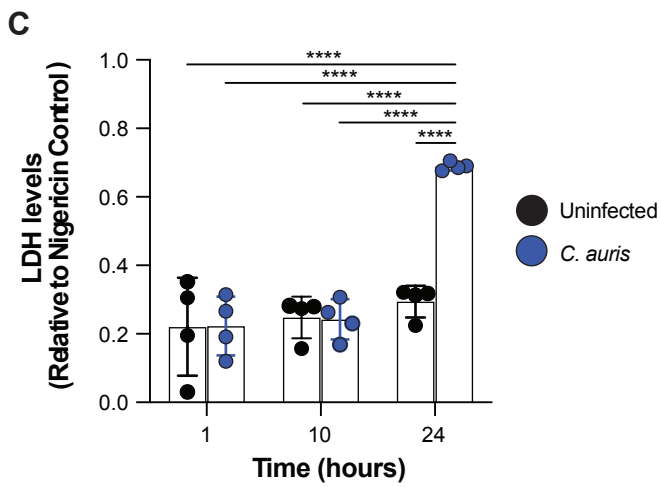 C
****
****
****
****
****
1.0
0.8
0.6
0.4
0.2
0.0
LDH levels
(Relative to Nigericin Control)
Uninfected
C. auris
1 10 24
Time (hours)